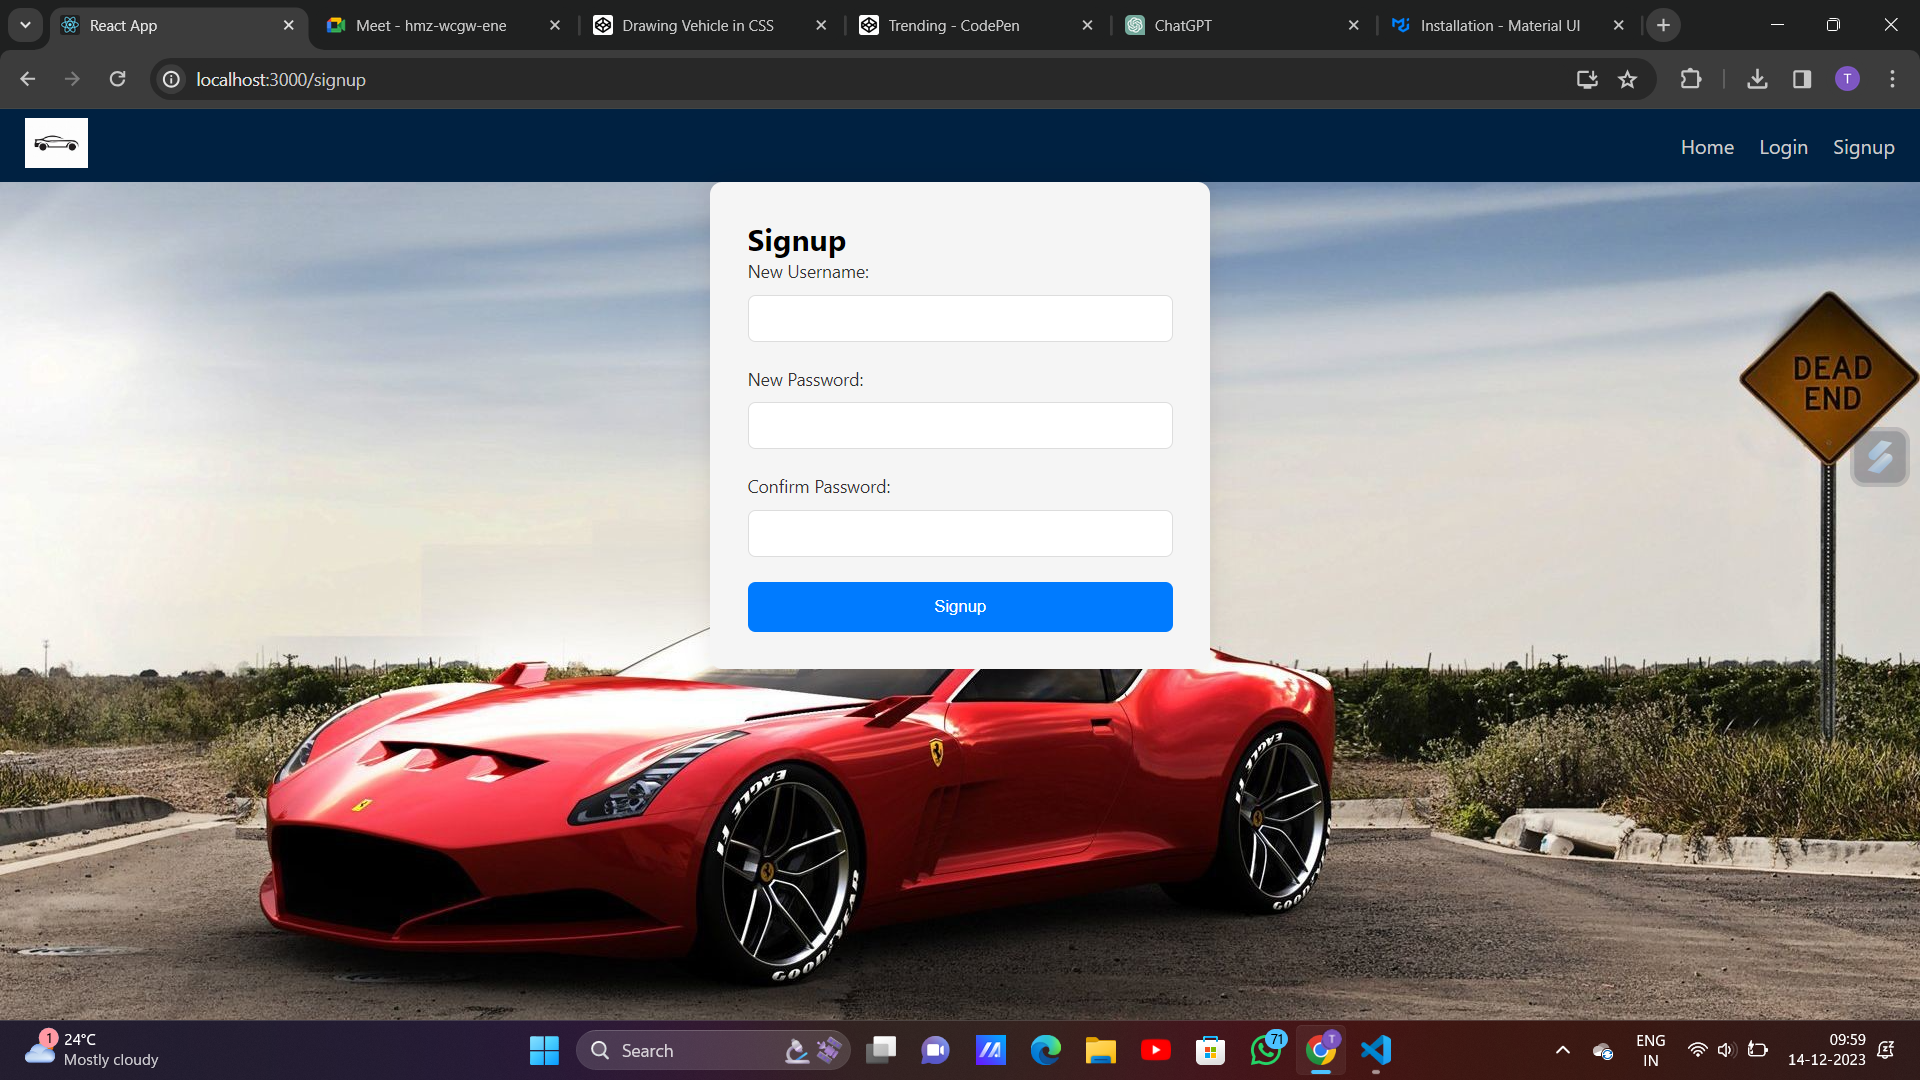 React App
Meet - hmz-wcgw-ene
Drawing Vehicle in CSS
Trending - CodePen
ChatGPT
Installation - Material UI
localhost:3000/signup
T
Home Login Signup
Signup
New Username:
New Password:
Confirm Password:
Signup
DEAD
END
EAGLE F1
GOODYEAR
EAGLE F1
1
24°C
Mostly cloudy
Search
71
T
ENG
IN
09:59
14-12-2023